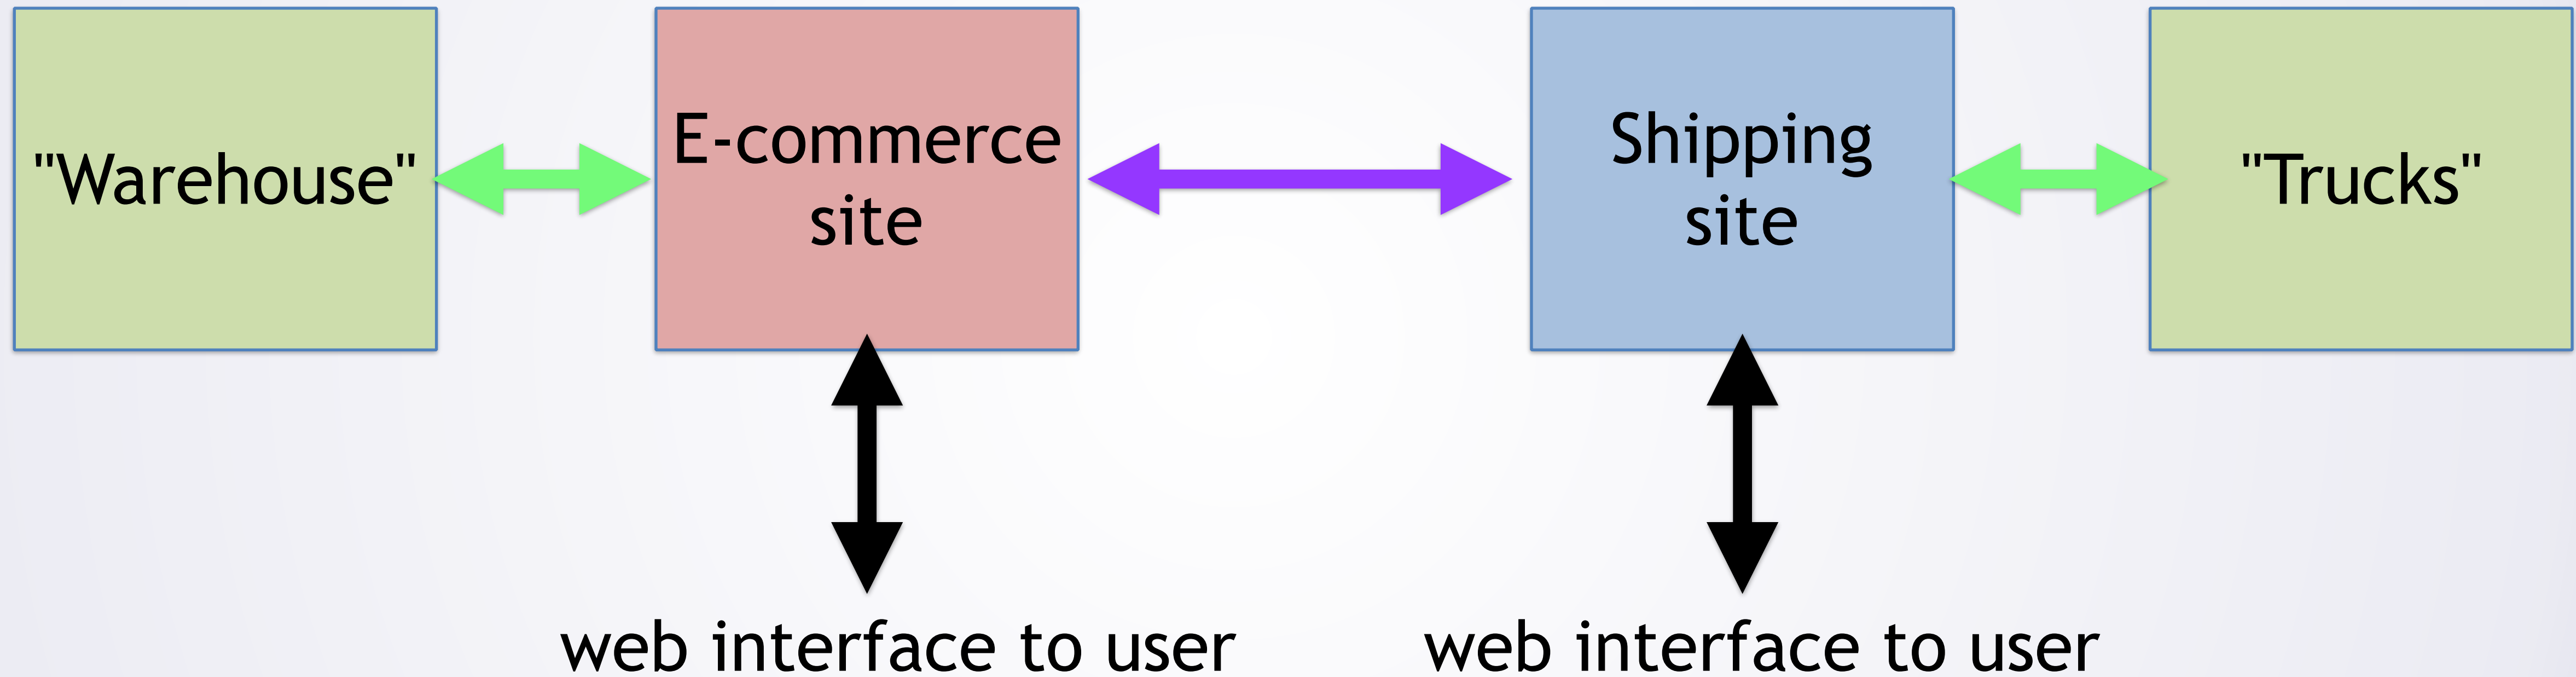 "Warehouse"
E-commerce
site
Shipping
site
"Trucks"
web interface to user
web interface to user